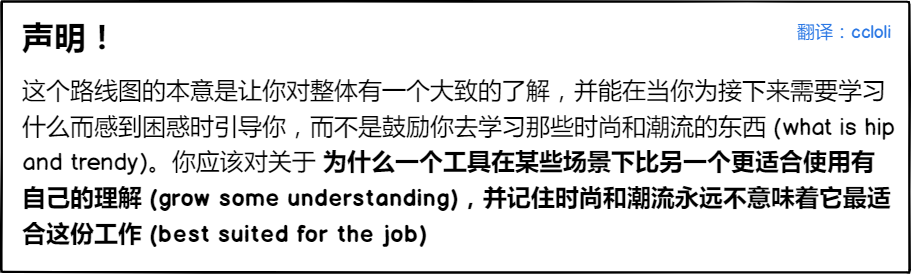 声明！
翻译：ccloli
这个路线图的本意是让你对整体有一个大致的了解，并能在当你为接下来需要学习
什么而感到困惑时引导你，而不是鼓励你去学习那些时尚和潮流的东西 (what is hip
and trendy)。你应该对关于 为什么一个工具在某些场景下比另一个更适合使用有
自己的理解 (grow some understanding)，并记住时尚和潮流永远不意味着它最适
合这份工作 (best suited for the job)